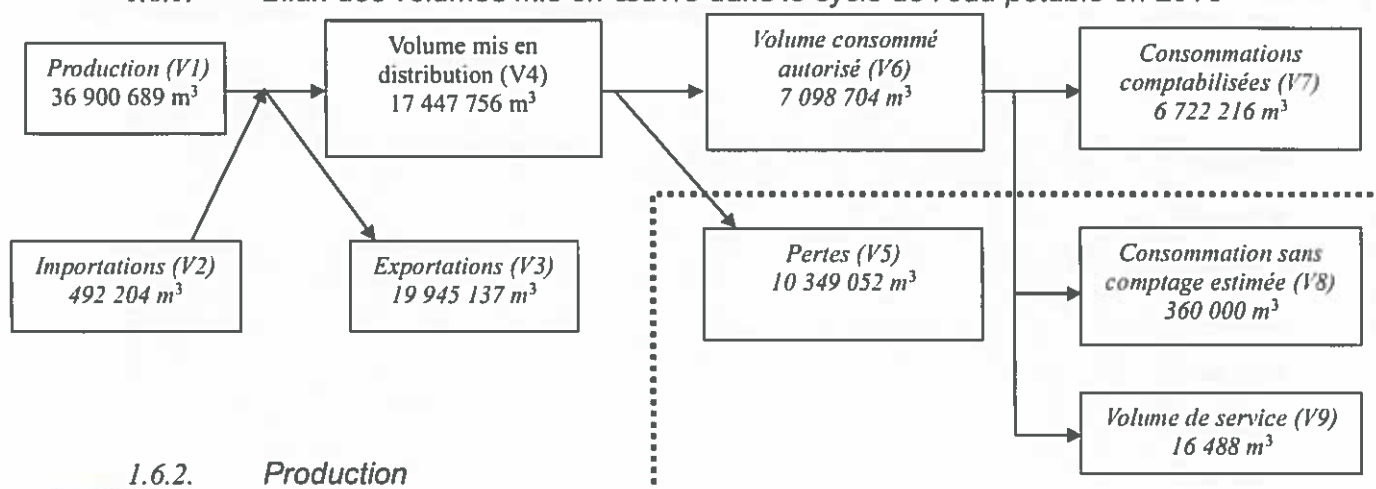 Production (V1)
36 900 689 m³
Volume mis en
distribution (V4)
17 447 756 m³
Volume consommé
autorisé (V6)
7 098 704 m³
Consommations
comptabilisées (V7)
6 722 216 m³
Importations (V2)
492 204 m³
Exportations (V3)
19 945 137 m³
Pertes (V5)
10 349 052 m³
Consommation sans
comptage estimée (V8)
360 000 m³
Volume de service (V9)
16 488 m³
1.6.2. Production